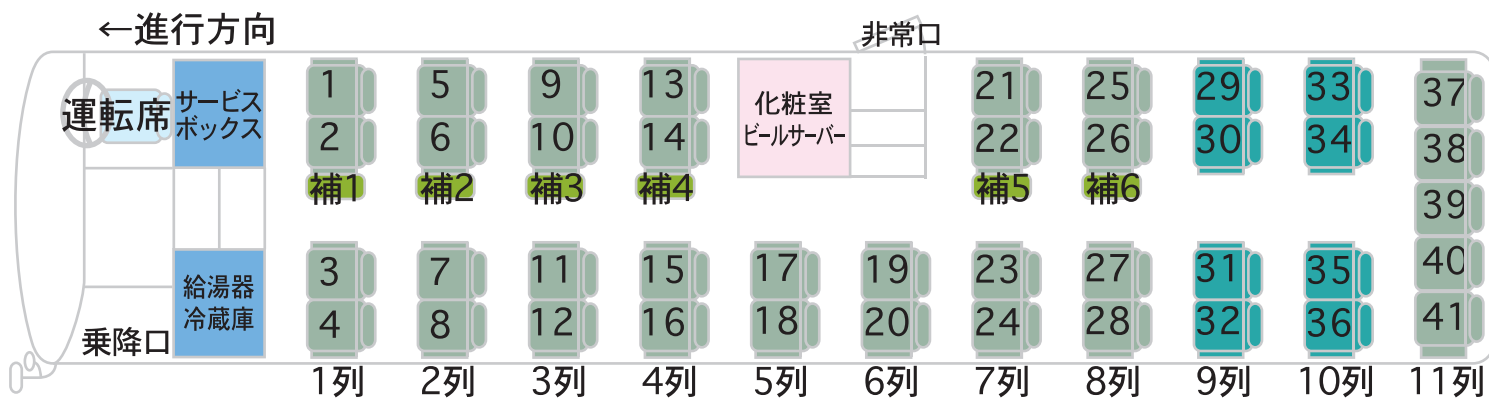 ←進行方向
非常口
運転席
サービス
ボックス
1 5 9 13
化粧室
ビールサーバー
21 25 29 33 37
2 6 10 14 22 26 30 34 38
補1 補2 補3 補4 補5 補6
39
給湯器
冷蔵庫
3 7 11 15 17 19 23 27 31 35 40
4 8 12 16 18 20 24 28 32 36 41
乗降口
1列 2列 3列 4列 5列 6列 7列 8列 9列 10列 11列